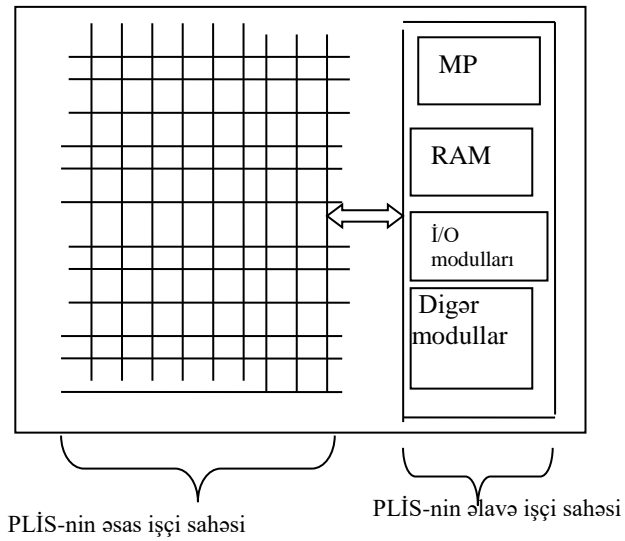 MP
RAM
İ/O
modulları
Digər
modullar
PLİS-nin əsas işçi sahəsi
PLİS-nin əlavə işçi sahəsi